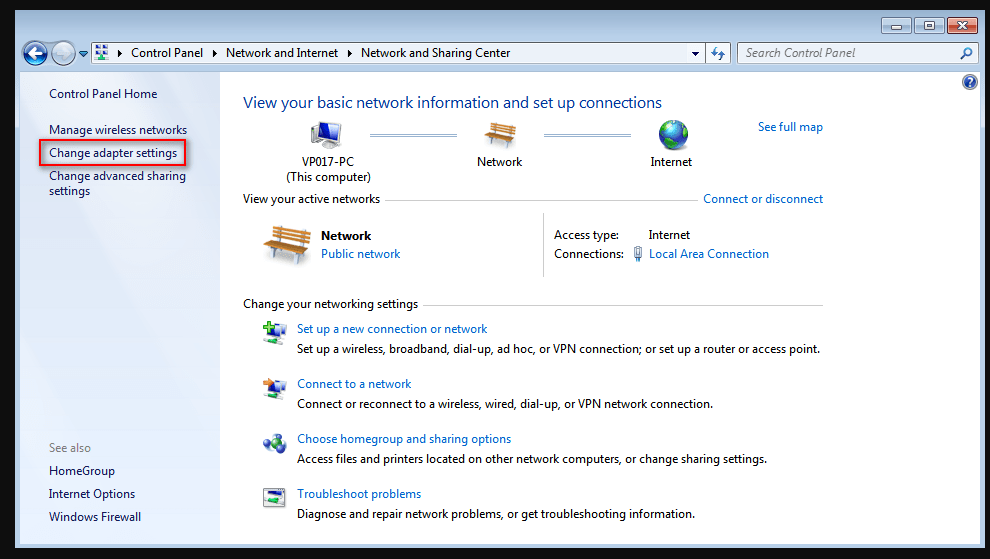 Control Panel Network and Internet Network and Sharing Center
Search Control Panel
Control Panel Home
Manage wireless networks
Change adapter settings
Change advanced sharing
settings
See also
HomeGroup
Internet Options
Windows Firewall
View your basic network information and set up connections
See full map
VP017-PC
(This computer)
Network
Internet
View your active networks
Connect or disconnect
Network
Public network
Access type: Internet
Connections: Local Area Connection
Change your networking settings
Set up a new connection or network
Set up a wireless, broadband, dial-up, ad hoc, or VPN connection; or set up a router or access point.
Connect to a network
Connect or reconnect to a wireless, wired, dial-up, or VPN network connection.
Choose homegroup and sharing options
Access files and printers located on other network computers, or change sharing settings.
Troubleshoot problems
Diagnose and repair network problems, or get troubleshooting information.